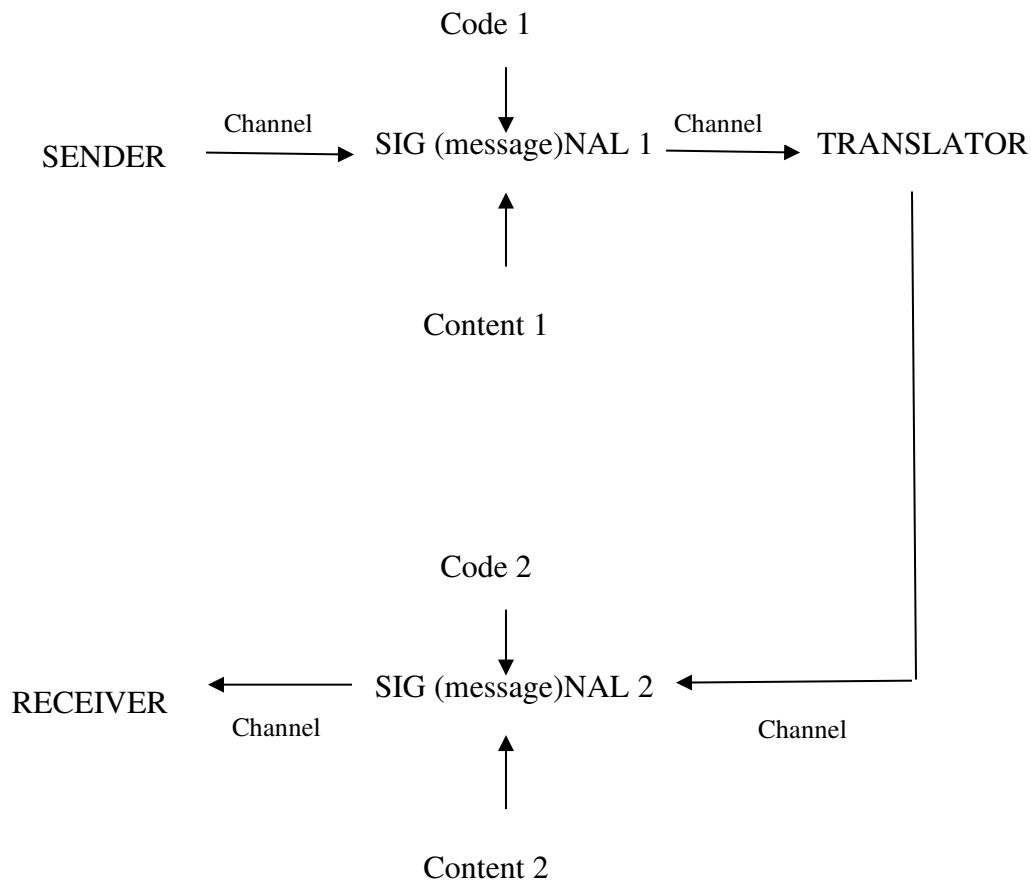 Code 1
Channel
Channel
SENDER
SIG (message)NAL 1
TRANSLATOR
Content 1
Code 2
SIG (message)NAL 2
RECEIVER
Channel
Channel
Content 2